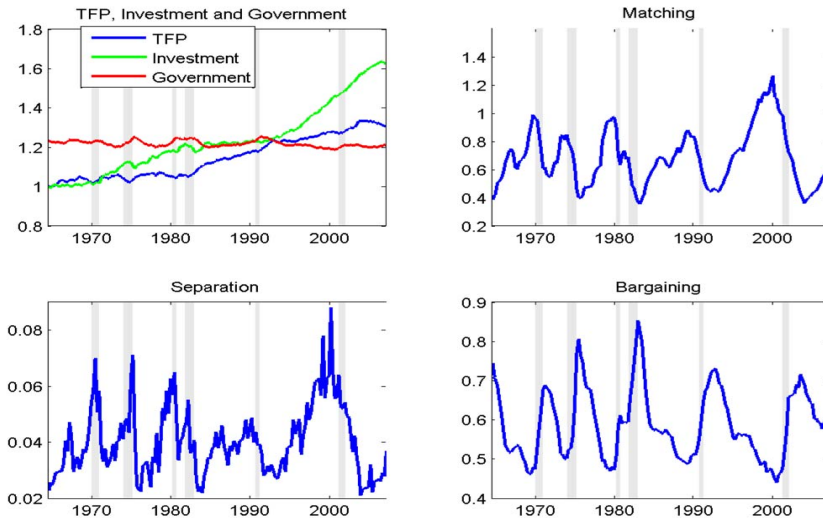 TFP, Investment and Government
TFP
Investment
Government
1.8
1.6
1.4
1.2
1
0.8
1970 1980 1990 2000
Matching
1.4
1.2
1
0.8
0.6
0.4
0.2
1970 1980 1990 2000
Separation
0.08
0.06
0.04
0.02
1970 1980 1990 2000
Bargaining
0.9
0.8
0.7
0.6
0.5
0.4
1970 1980 1990 2000